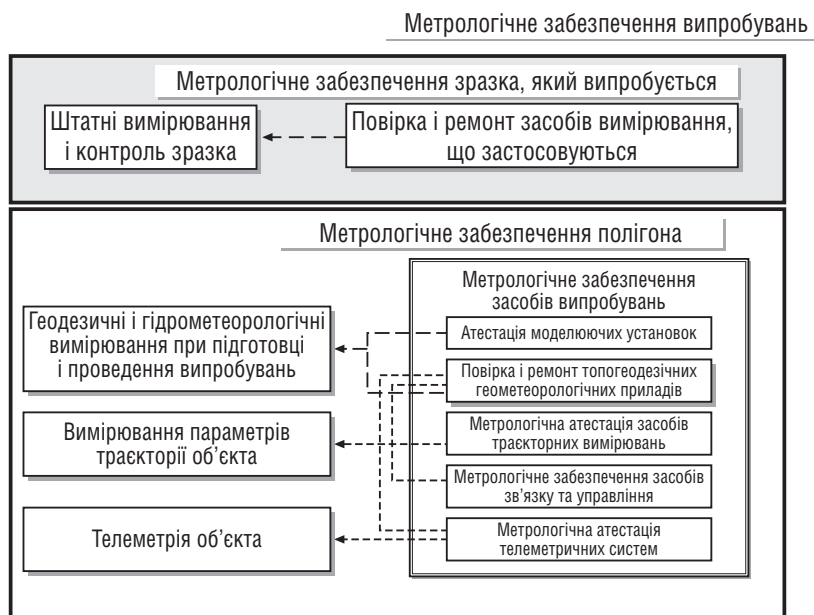 Метрологічне забезпечення випробувань
Метрологічне забезпечення зразка, який випробується
Штатні вимірювання
і контроль зразка
Повірка і ремонт засобів вимірювання,
що застосовуються
Метрологічне забезпечення полігона
Метрологічне забезпечення
засобів випробувань
Геодезичні і гідрометеорологічні
вимірювання при підготовці
і проведення випробувань
Атестація моделюючих установок
Повірка і ремонт топогеодезічних
геометеорологічних приладів
Вимірювання параметрів
траєкторії об’єкта
Метрологічна атестація засобів
траєкторних вимірювань
Метрологічне забезпечення засобів
зв’язку та управління
Телеметрія об’єкта
Метрологічна атестація
телеметричних систем